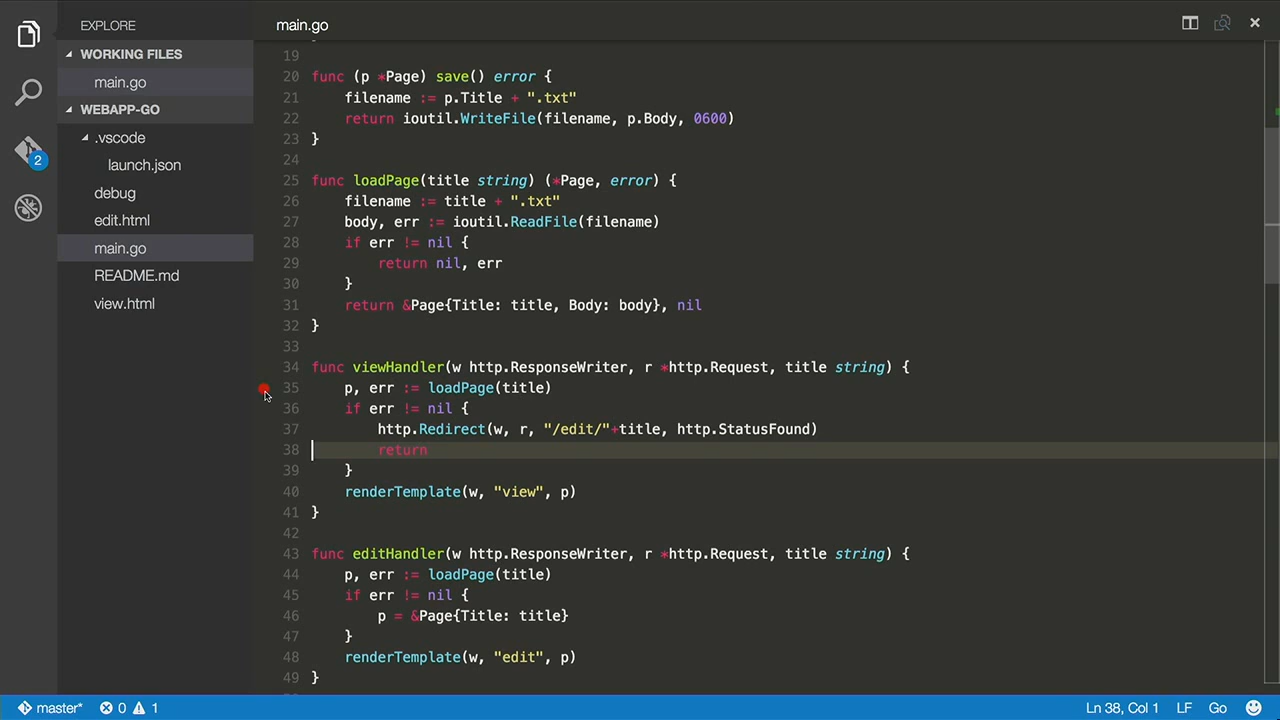 EXPLORE
WORKING FILES
main.go
WEBAPP-GO
.vscode
launch.json
debug
edit.html
main.go
README.md
view.html
2
main.go
19
20 func (p *Page) save() error {
21 filename := p.Title + ".txt"
22 return ioutil.WriteFile(filename, p.Body, 0600)
23 }
24
25 func loadPage(title string) (*Page, error) {
26 filename := title + ".txt"
27 body, err := ioutil.ReadFile(filename)
28 if err != nil {
29 return nil, err
30 }
31 return &Page{Title: title, Body: body}, nil
32 }
33
34 func viewHandler(w http.ResponseWriter, r *http.Request, title string) {
35 p, err := loadPage(title)
36 if err != nil {
37 http.Redirect(w, r, "/edit/"+title, http.StatusFound)
38 return
39 }
40 renderTemplate(w, "view", p)
41 }
42
43 func editHandler(w http.ResponseWriter, r *http.Request, title string) {
44 p, err := loadPage(title)
45 if err != nil {
46 p = &Page{Title: title}
47 }
48 renderTemplate(w, "edit", p)
49 }
master* 0 1 Ln 38, Col 1 LF Go